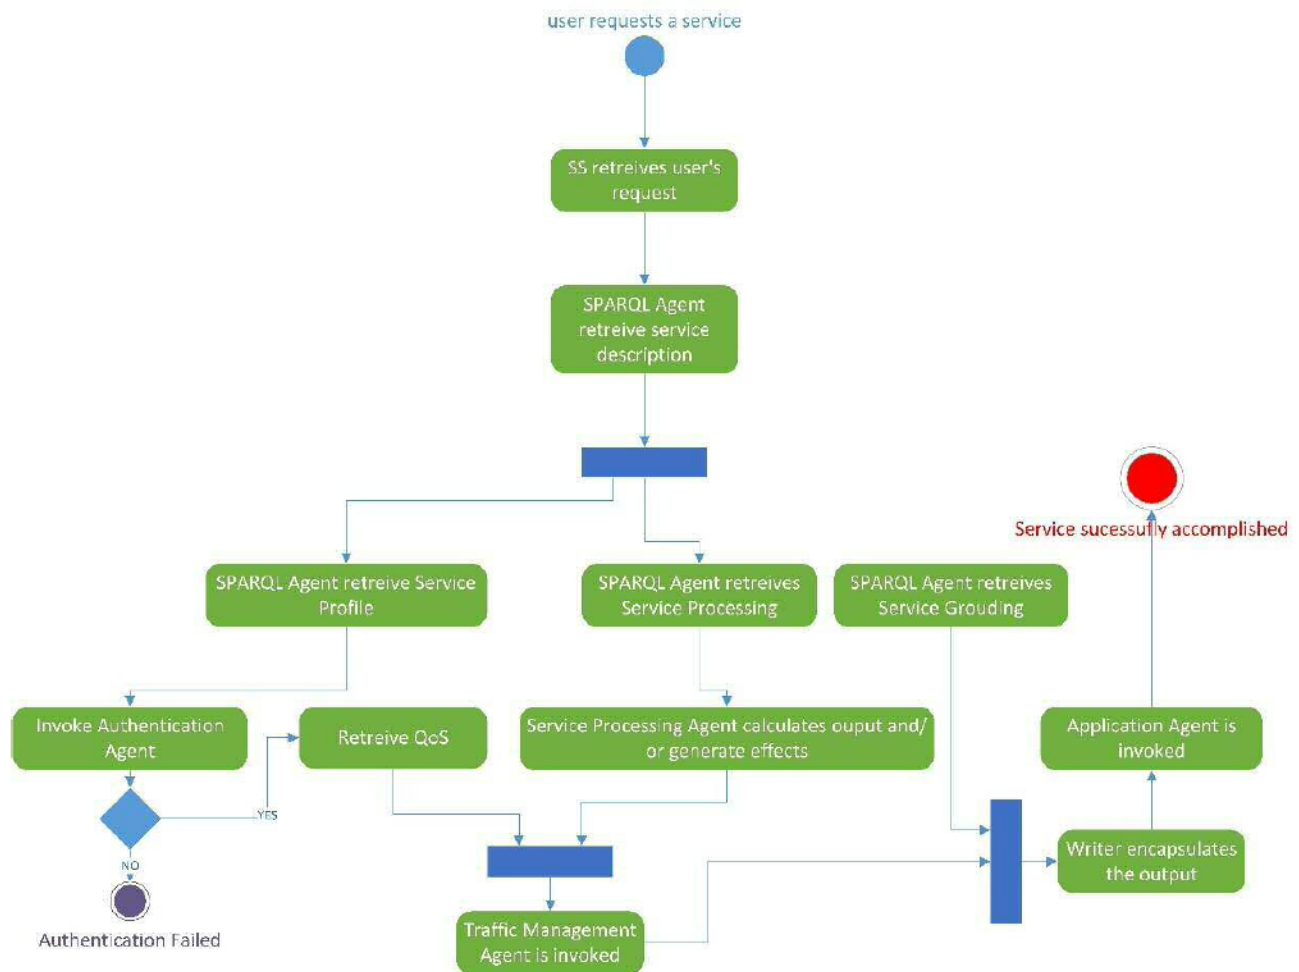 user requests a service
SS retreives user's
request
SPARQL Agent
retreive service
description
Service sucessufly accomplished
SPARQL Agent retreive Service
Profile
SPARQL Agent retreives
Service Processing
SPARQL Agent retreives
Service Grouding
Invoke Authentication
Agent
Retreive QoS
Service Processing Agent calculates ouput and/
or generate effects
Application Agent is
invoked
YES
NO
Writer encapsulates
the output
Authentication Failed
Traffic Management
Agent is invoked